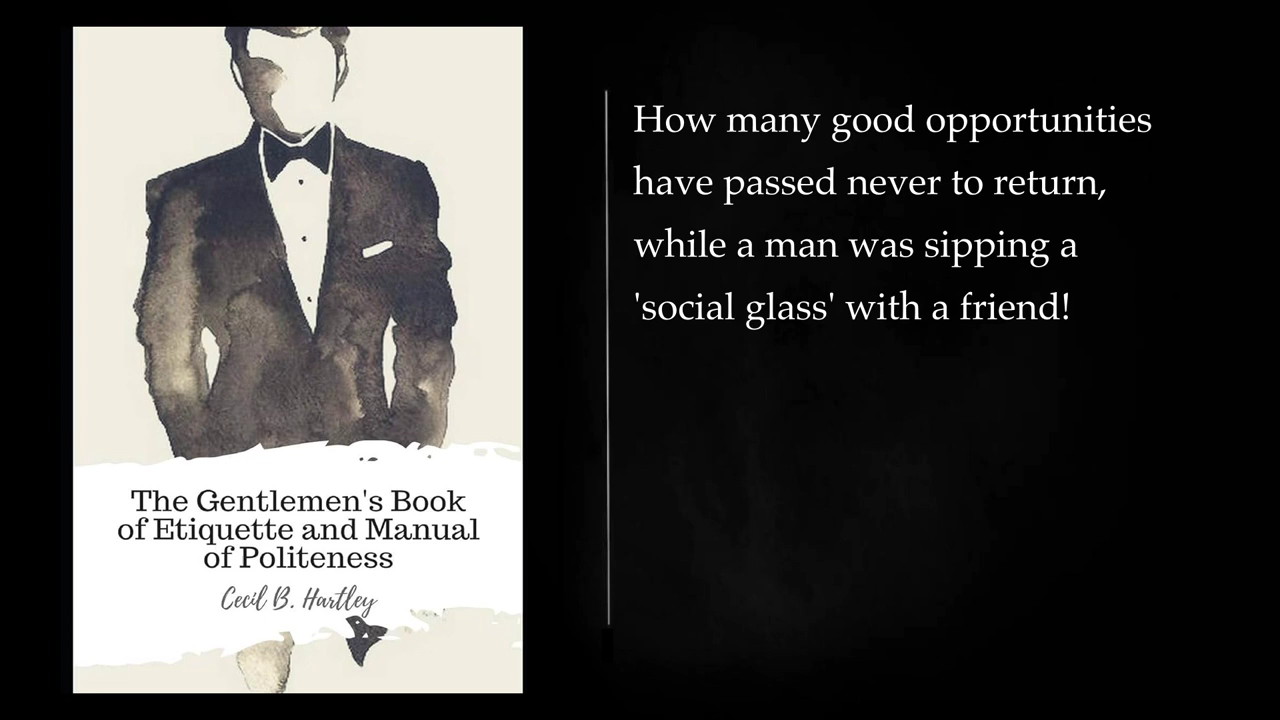 The Gentlemen's Book
of Etiquette and Manual
of Politeness
Cecil B. Hartley
How many good opportunities
have passed never to return,
while a man was sipping a
'social glass' with a friend!